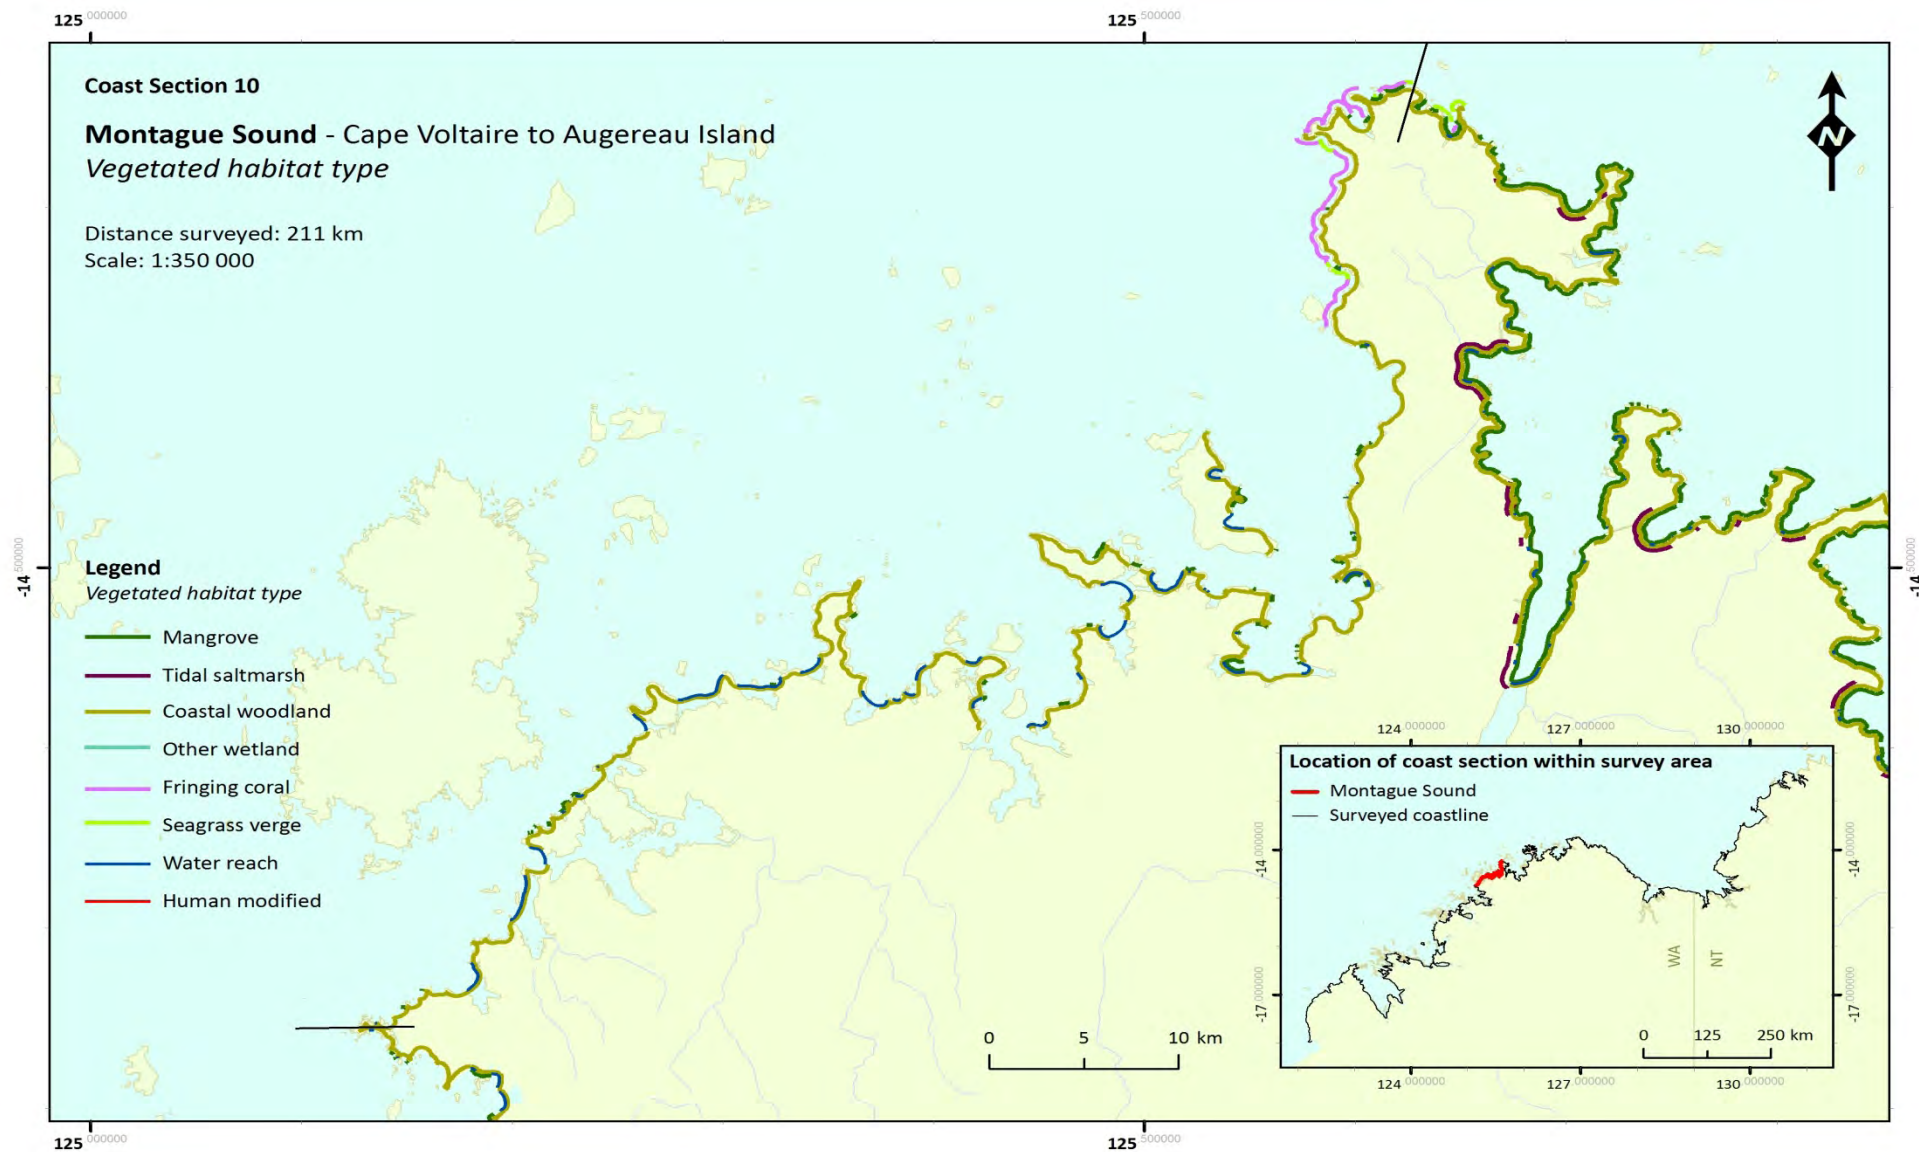 125.000000
125.500000
Coast Section 10
Montague Sound - Cape Voltaire to Augereau Island
Vegetated habitat type
Distance surveyed: 211 km
Scale: 1:350 000
N
-14.500000
-14.500000
Legend
Vegetated habitat type
Mangrove
Tidal saltmarsh
Coastal woodland
Other wetland
Fringing coral
Seagrass verge
Water reach
Human modified
0 5 10 km
124.000000 127.000000 130.000000
Location of coast section within survey area
Montague Sound
Surveyed coastline
-14.000000
-14.000000
WA
NT
-17.000000
-17.000000
0 125 250 km
124.000000 127.000000 130.000000
125.000000
125.500000